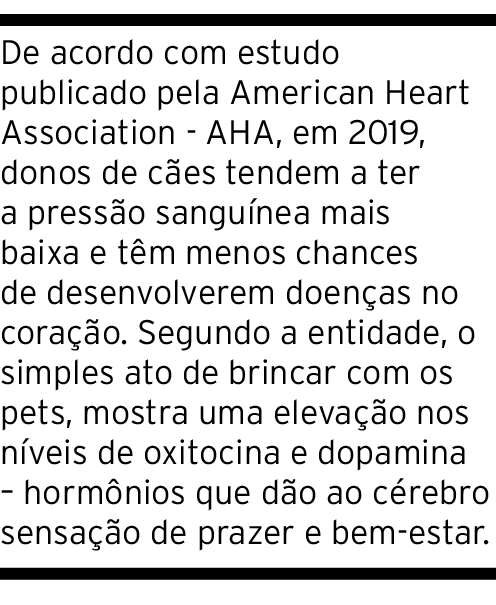 De acordo com estudo
publicado pela American Heart
Association - AHA, em 2019,
donos de cães tendem a ter
a pressão sanguínea mais
baixa e têm menos chances
de desenvolverem doenças no
coração. Segundo a entidade, o
simples ato de brincar com os
pets, mostra uma elevação nos
níveis de oxitocina e dopamina
– hormônios que dão ao cérebro
sensação de prazer e bem-estar.